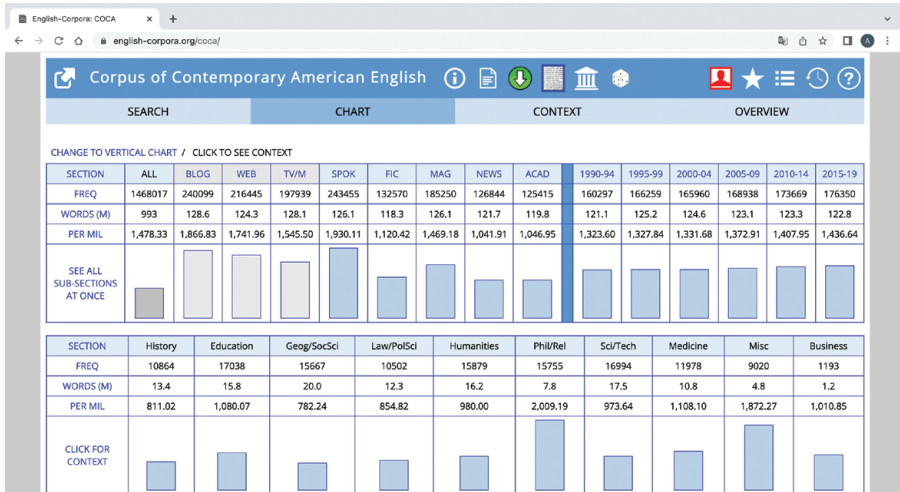 English-Corpora: COCA
english-corpora.org/coca/
A
Corpus of Contemporary American English
SEARCH CHART CONTEXT OVERVIEW
CHANGE TO VERTICAL CHART / CLICK TO SEE CONTEXT
SECTION ALL BLOG WEB TV/M SPOK FIC MAG NEWS ACAD 1990-94 1995-99 2000-04 2005-09 2010-14 2015-19
FREQ 1468017 240099 216445 197939 243455 132570 185250 126844 125415 160297 166259 165960 168938 173669 176350
WORDS (M) 993 128.6 124.3 128.1 126.1 118.3 126.1 121.7 119.8 121.1 125.2 124.6 123.1 123.3 122.8
PER MIL 1,478.33 1,866.83 1,741.96 1,545.50 1,930.11 1,120.42 1,469.18 1,041.91 1,046.95 1,323.60 1,327.84 1,331.68 1,372.91 1,407.95 1,436.64
SEE ALL
SUB-SECTIONS
AT ONCE
SECTION History Education Geog/SocSci Law/PolSci Humanities Phil/Rel Sci/Tech Medicine Misc Business
FREQ 10864 17038 15667 10502 15879 15755 16994 11978 9020 1193
WORDS (M) 13.4 15.8 20.0 12.3 16.2 7.8 17.5 10.8 4.8 1.2
PER MIL 811.02 1,080.07 782.24 854.82 980.00 2,009.19 973.64 1,108.10 1,872.27 1,010.85
CLICK FOR
CONTEXT